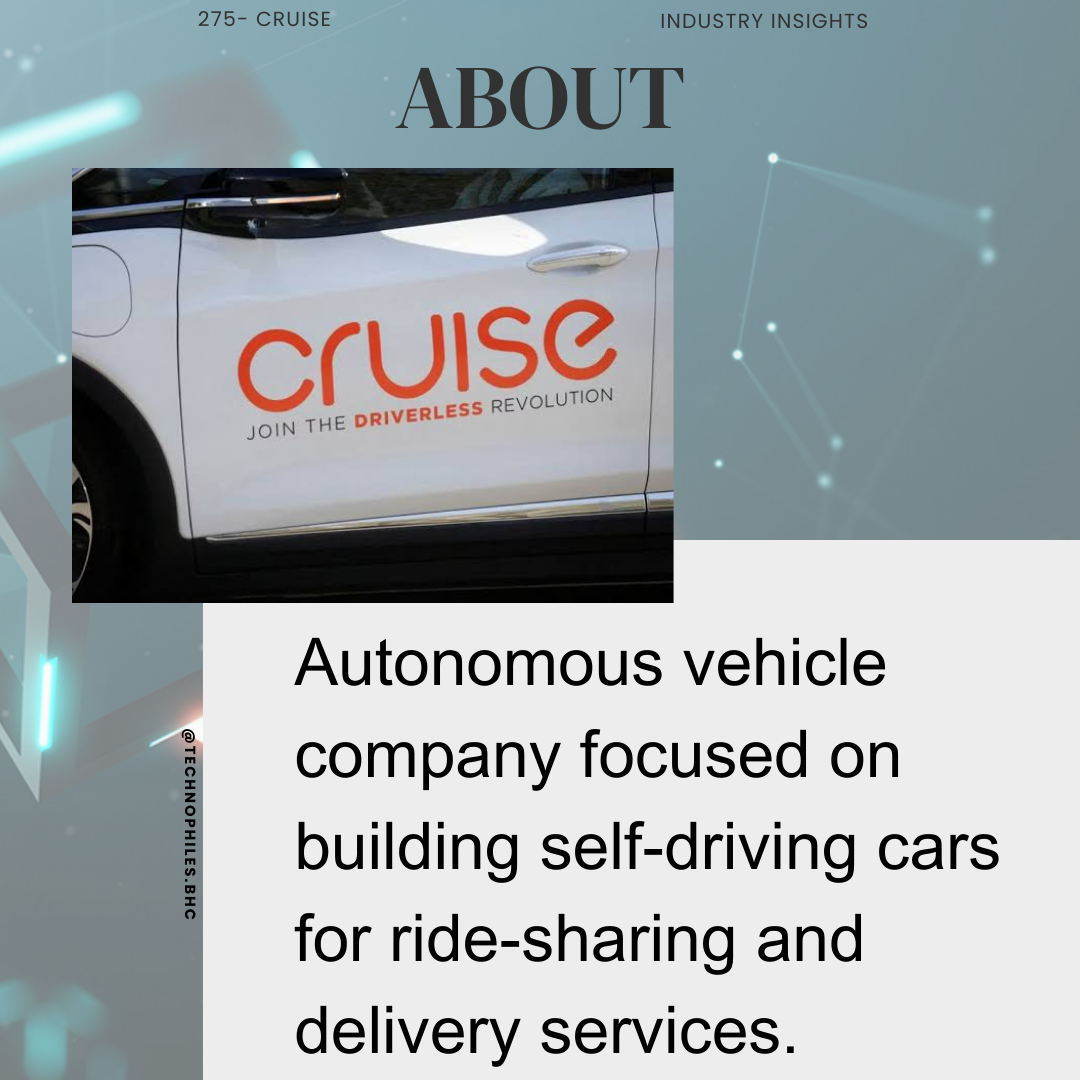 275- CRUISE
INDUSTRY INSIGHTS
ABOUT
cruise
JOIN THE DRIVERLESS REVOLUTION
Autonomous vehicle
company focused on
building self-driving cars
for ride-sharing and
delivery services.
@TECHNOPHILES.BHC